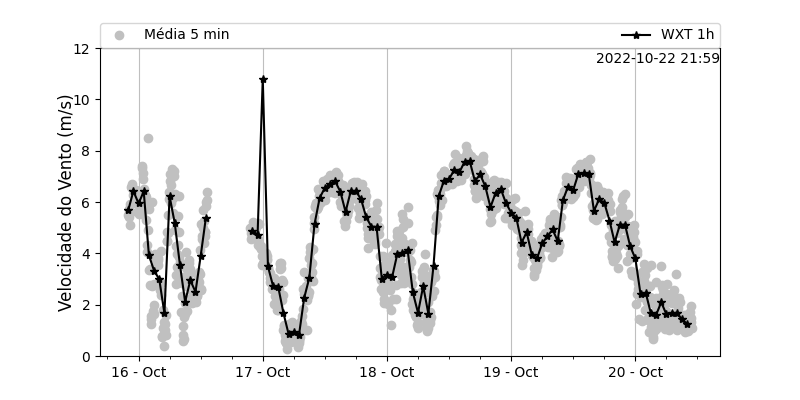 Média 5 min
WXT 1h
2022-10-22 21:59
Velocidade do Vento (m/s)
12
10
8
6
4
2
0
16 - Oct
17 - Oct
18 - Oct
19 - Oct
20 - Oct